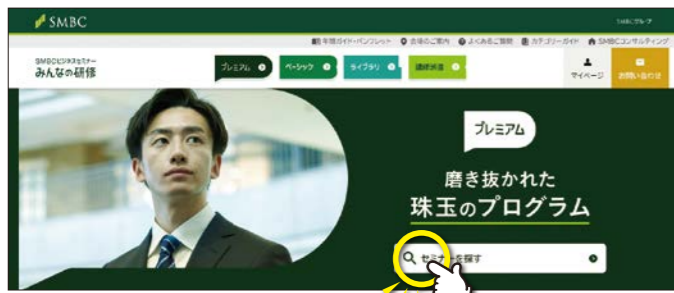 SMBC
SMBCグループ
年間ガイド・パンフレット 会場のご案内 よくあるご質問 カテゴリーガイド SMBCコンサルティング
SMBCビジネスセミナー
みんなの研修
プレミアム ベーシック ライブラリ 講師派遣
マイページ
お問い合わせ
プレミアム
磨き抜かれた
珠玉のプログラム
セミナーを探す